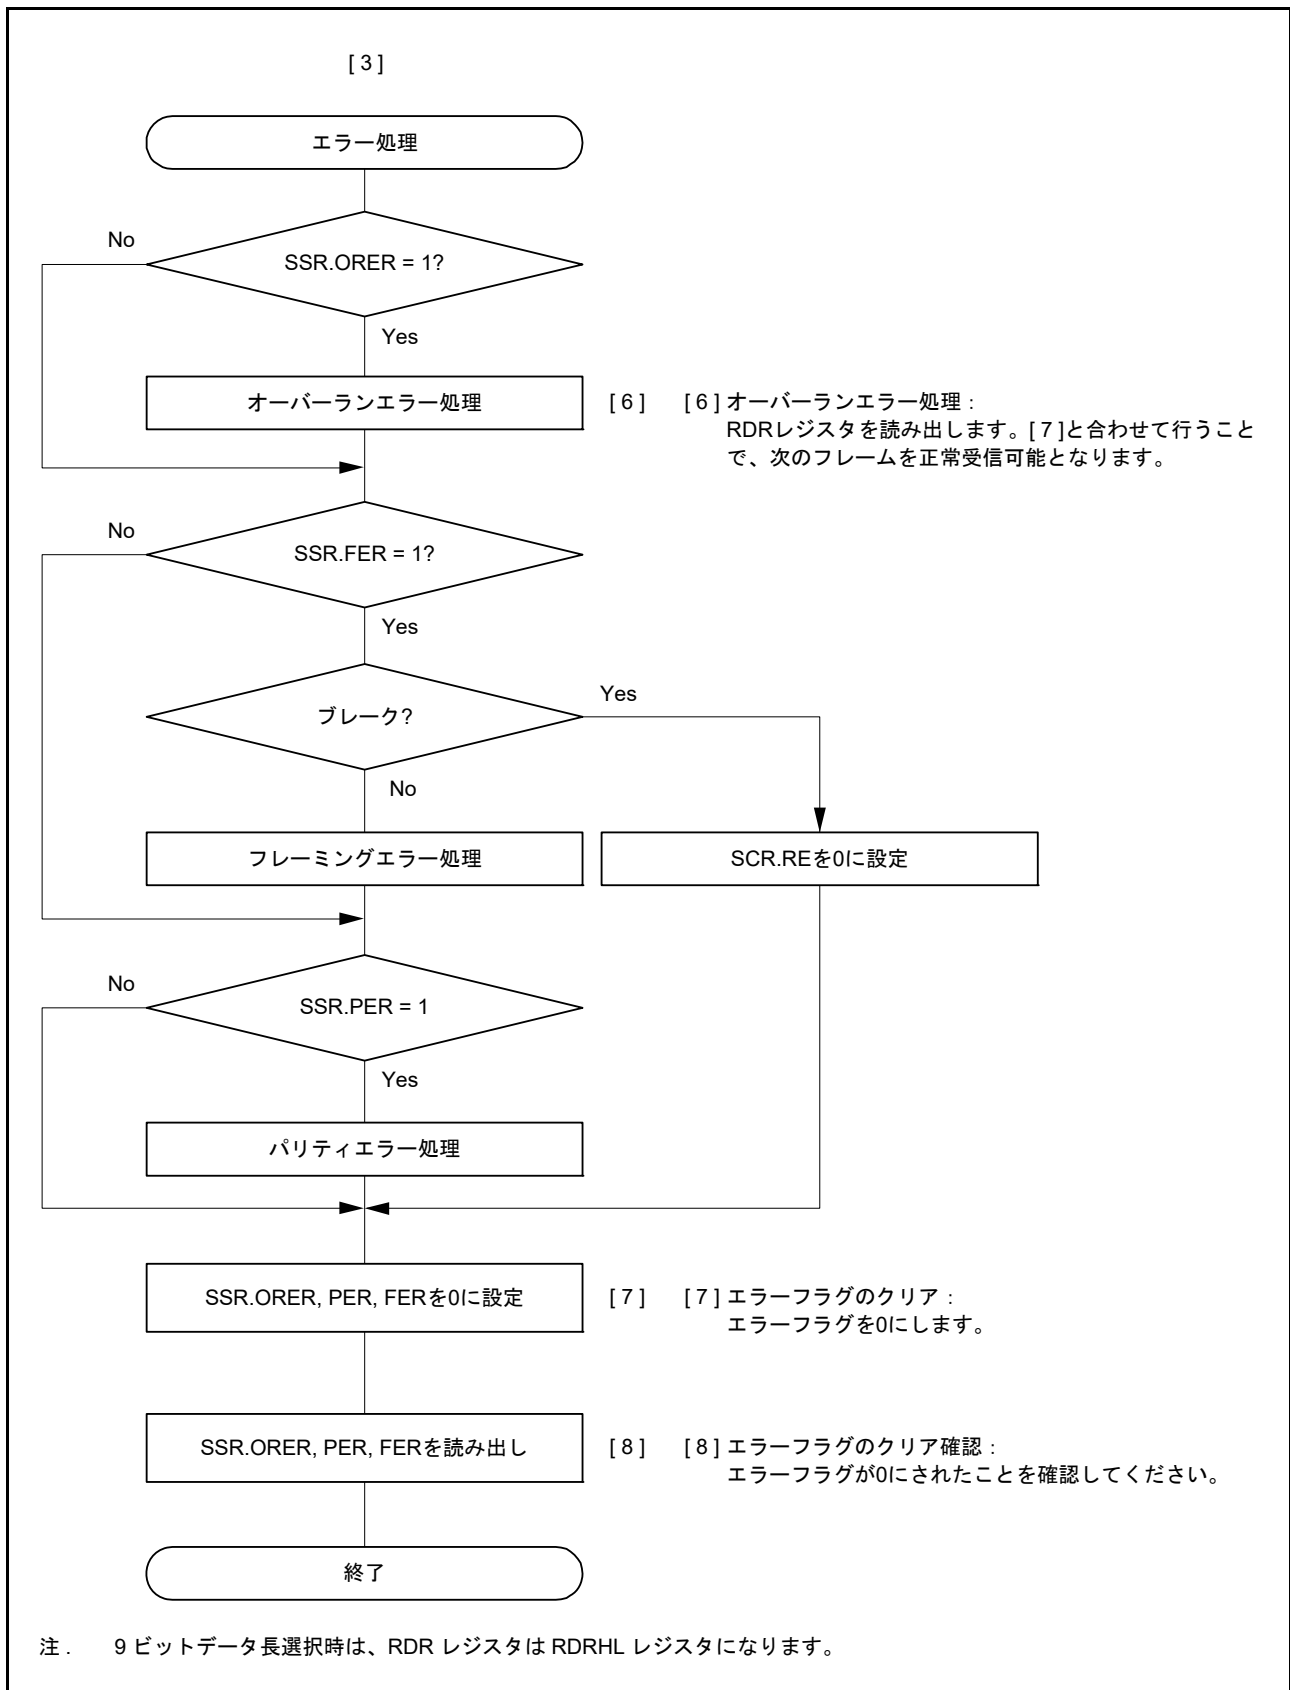 [ 3 ]
エラー処理
No
SSR.ORER = 1?
Yes
オーバーランエラー処理
[ 6 ]
[ 6 ] オーバーランエラー処理：
RDRレジスタを読み出します。[ 7 ]と合わせて行うこと
で、次のフレームを正常受信可能となります。
No
SSR.FER = 1?
Yes
ブレーク?
Yes
No
フレーミングエラー処理
SCR.REを0に設定
No
SSR.PER = 1
Yes
パリティエラー処理
SSR.ORER, PER, FERを0に設定
[ 7 ]
[ 7 ] エラーフラグのクリア：
エラーフラグを0にします。
SSR.ORER, PER, FERを読み出し
[ 8 ]
[ 8 ] エラーフラグのクリア確認：
エラーフラグが0にされたことを確認してください。
終了
注． 9 ビットデータ長選択時は、RDR レジスタは RDRHL レジスタになります。